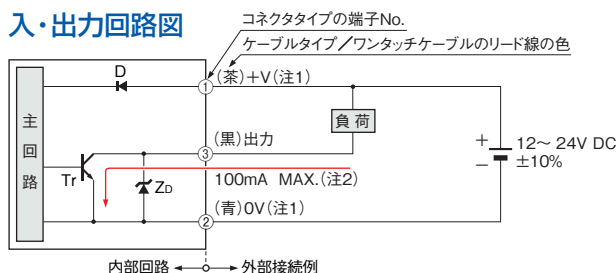 入・出力回路図
コネクタタイプの端子No.
ケーブルタイプ／ワンタッチケーブルのリード線の色
D
① (茶)+V(注1)
主回路
負荷
(黒)出力
③
+
−
12～24V DC
±10%
Tr
ZD
100mA MAX.(注2)
(青)0V(注1)
②
内部回路
外部接続例